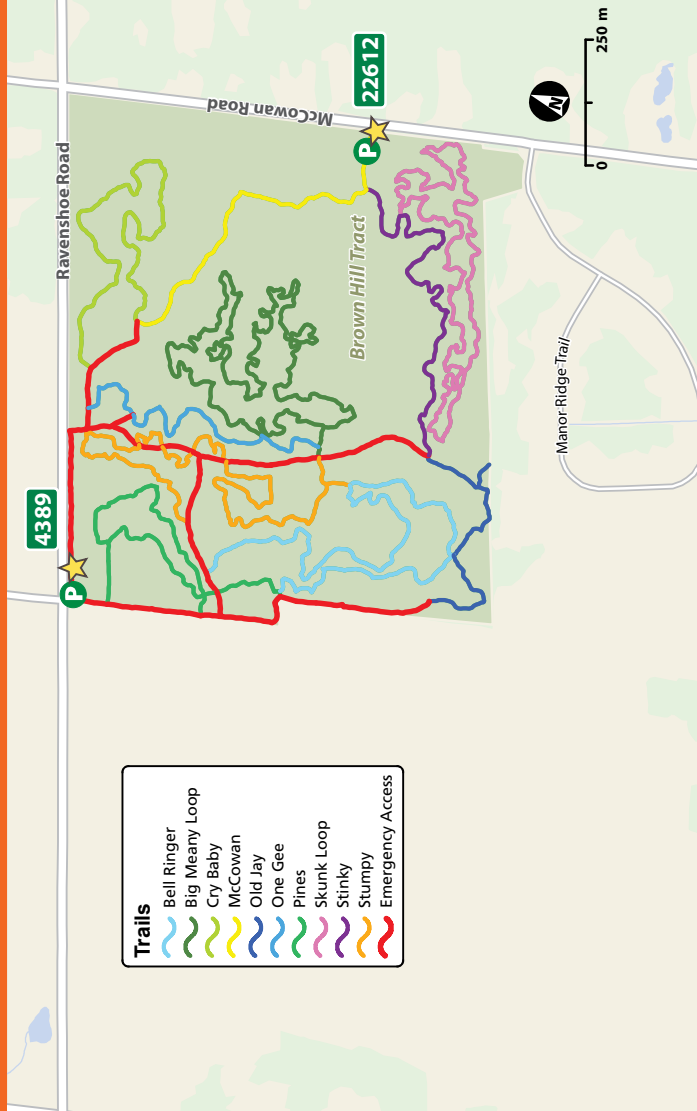 Trails
Bell Ringer
Big Meany Loop
Cry Baby
McCowan
Old Jay
One Gee
Pines
Skunk Loop
Stinky
Stumpy
Emergency Access
4389
P
Ravenshoe Road
McCowan Road
22612
P
Brown Hill Tract
Manor Ridge Trail
N
0
250 m